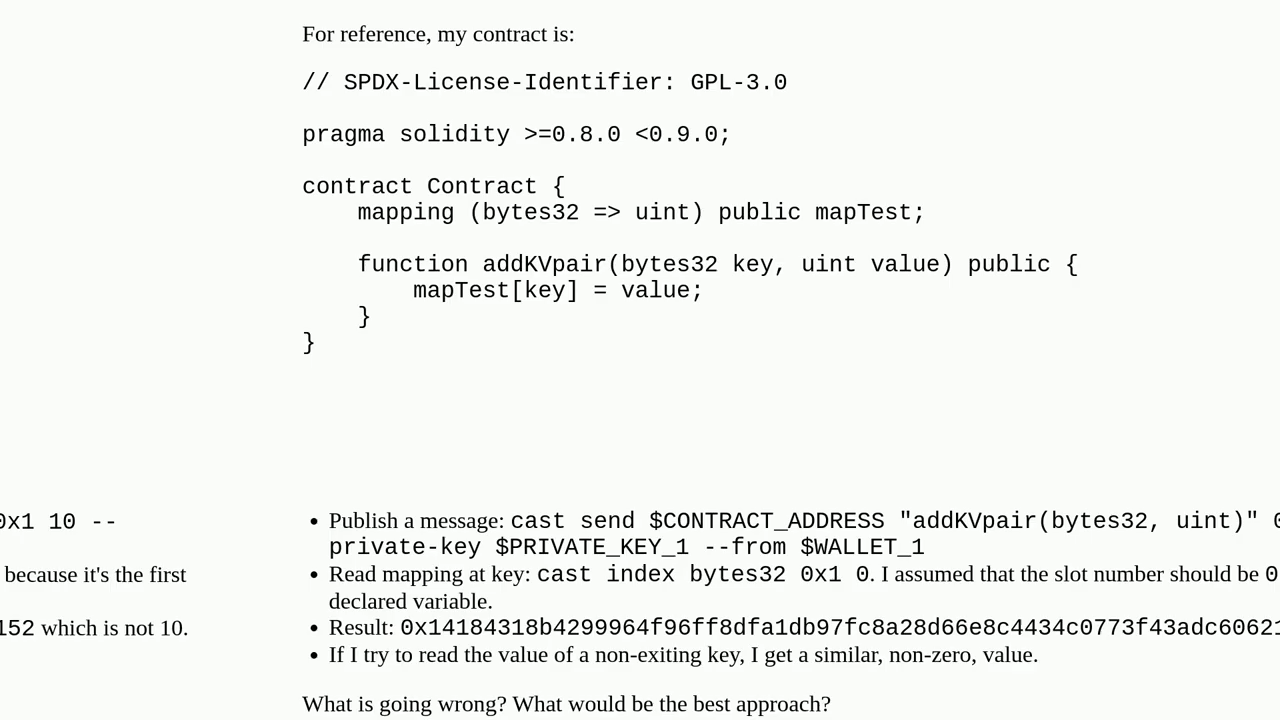 For reference, my contract is:
// SPDX-License-Identifier: GPL-3.0
pragma solidity >=0.8.0 <0.9.0;
contract Contract {
    mapping (bytes32 => uint) public mapTest;
    function addKVpair(bytes32 key, uint value) public {
        mapTest[key] = value;
    }
}
0x1 10 --
• Publish a message: cast send $CONTRACT_ADDRESS "addKVpair(bytes32, uint)" 0
private-key $PRIVATE_KEY_1 --from $WALLET_1
because it's the first
• Read mapping at key: cast index bytes32 0x1 0. I assumed that the slot number should be 0
declared variable.
152 which is not 10.
• Result: 0x14184318b4299964f96ff8dfa1db97fc8a28d66e8c4434c0773f43adc60621
• If I try to read the value of a non-exiting key, I get a similar, non-zero, value.
What is going wrong? What would be the best approach?